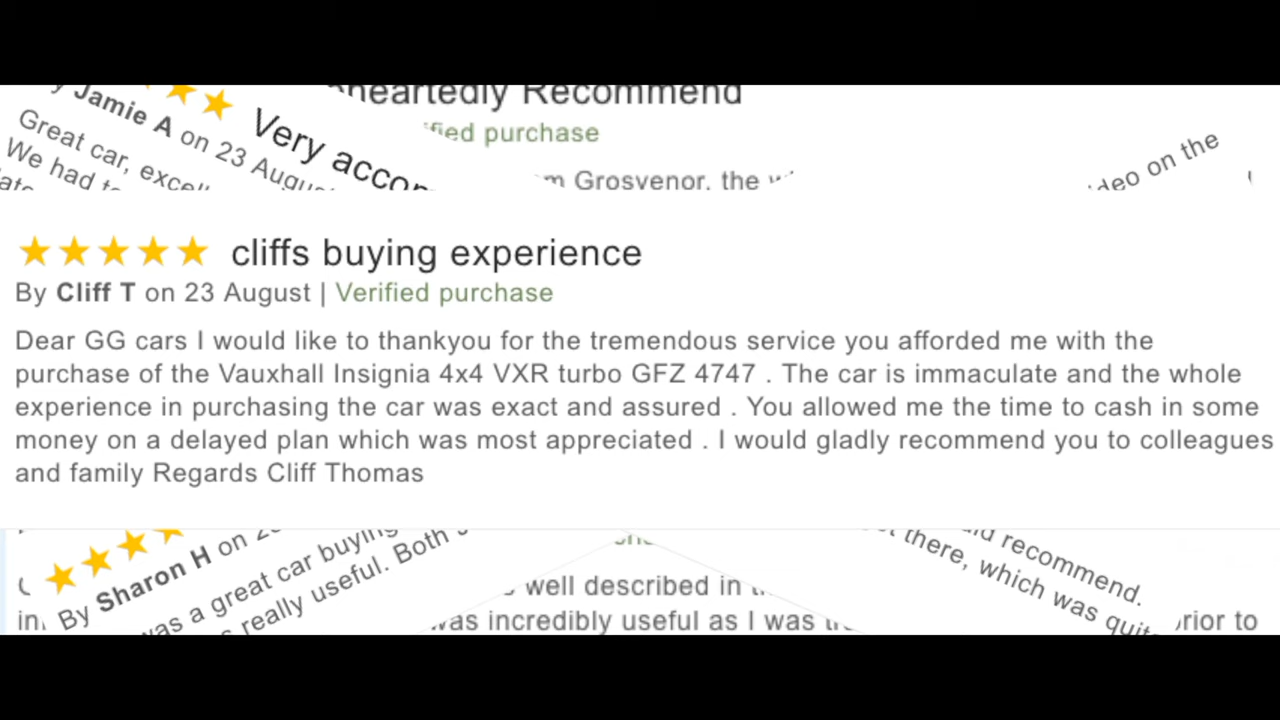 heartedly Recommend
By Jamie A on 23 August
Very
purchase
Great car,
We had
Grosvenor, the
on the
cliffs buying experience
By Cliff T on 23 August | Verified purchase
Dear GG cars I would like to thankyou for the tremendous service you afforded me with the
purchase of the Vauxhall Insignia 4x4 VXR turbo GFZ 4747 . The car is immaculate and the whole
experience in purchasing the car was exact and assured . You allowed me the time to cash in some
money on a delayed plan which was most appreciated . I would gladly recommend you to colleagues
and family Regards Cliff Thomas
By Sharon H on
was a great car buying
really useful. Both
well described in
was incredibly useful as I was
recommend.
there, which was
prior to